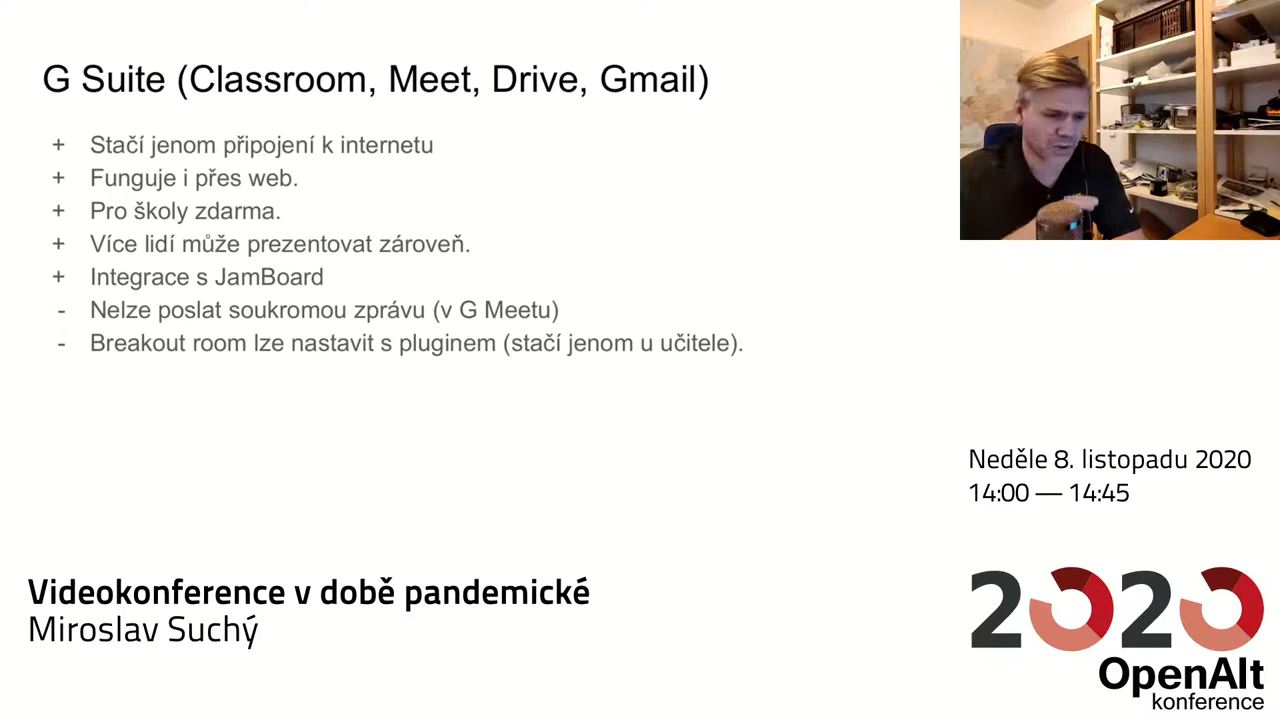 G Suite (Classroom, Meet, Drive, Gmail)
+ Stačí jenom připojení k internetu
+ Funguje i přes web.
+ Pro školy zdarma.
+ Více lidí může prezentovat zároveň.
+ Integrace s JamBoard
- Nelze poslat soukromou zprávu (v G Meetu)
- Breakout room lze nastavit s pluginem (stačí jenom u učitele).
Neděle 8. listopadu 2020
14:00 — 14:45
Videokonference v době pandemické
Miroslav Suchý
2020
OpenAlt
konference